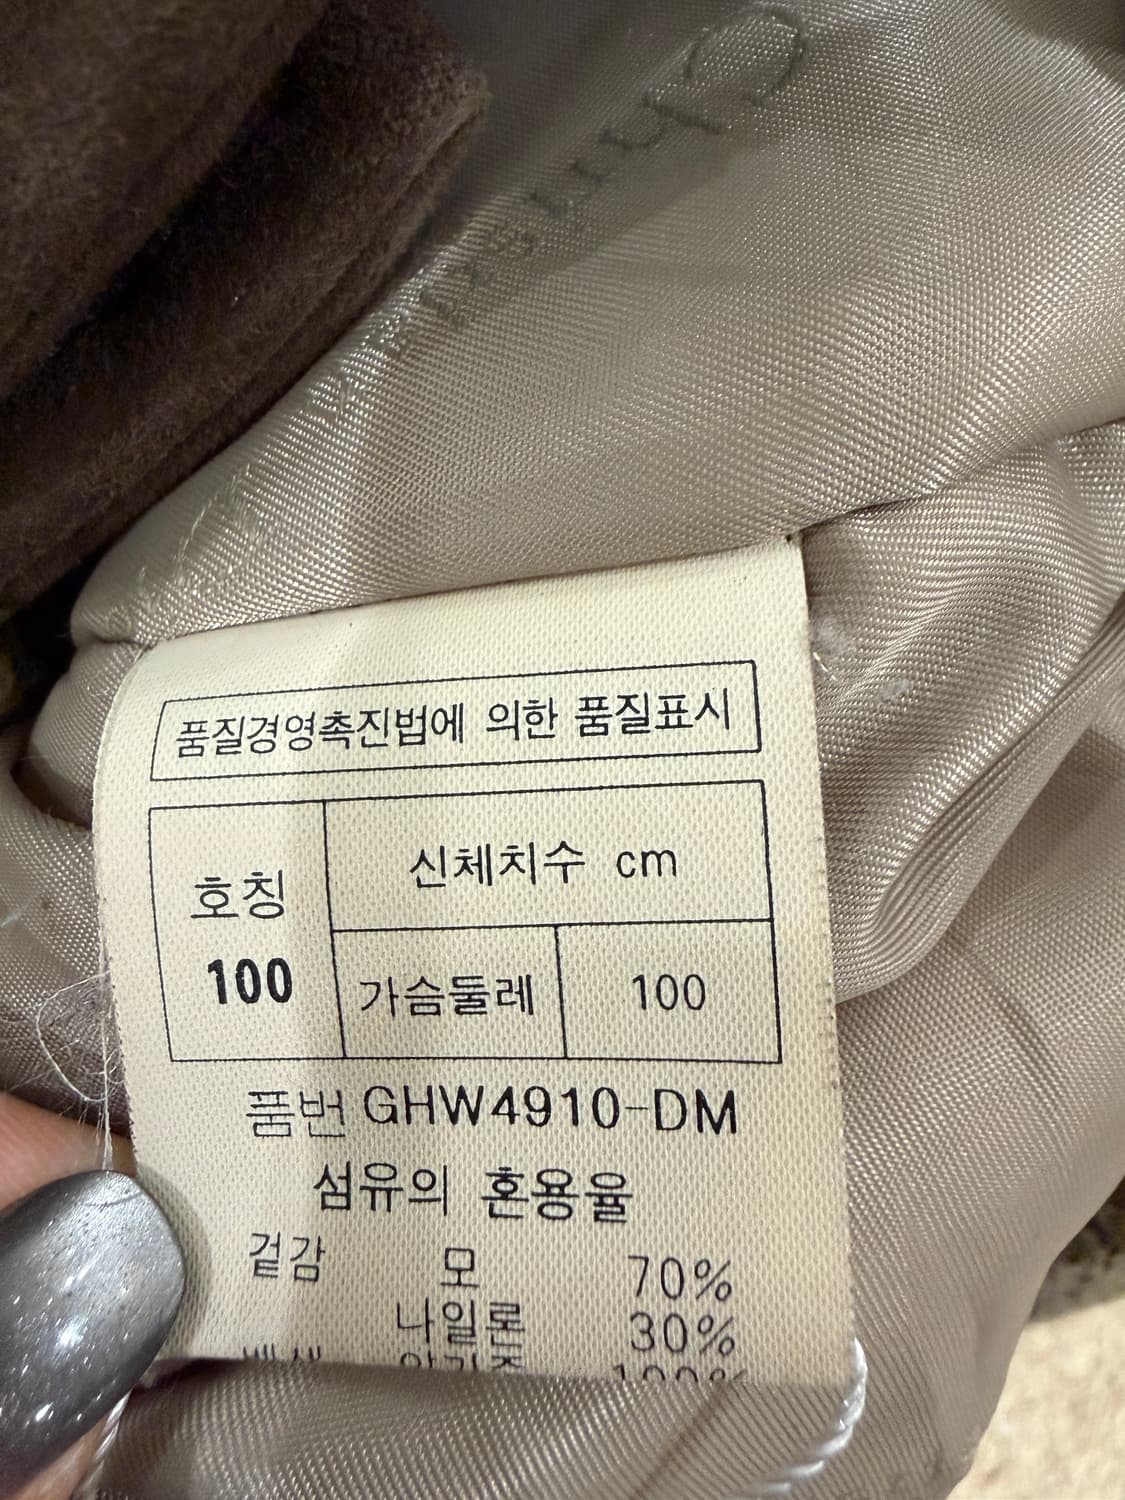 품질경영촉진법에 의한 품질표시
호칭
100
신체치수 cm
가슴둘레 100
품번 GHW4910-DM
섬유의 혼용율
겉감 모 70%
나일론 30%
100%